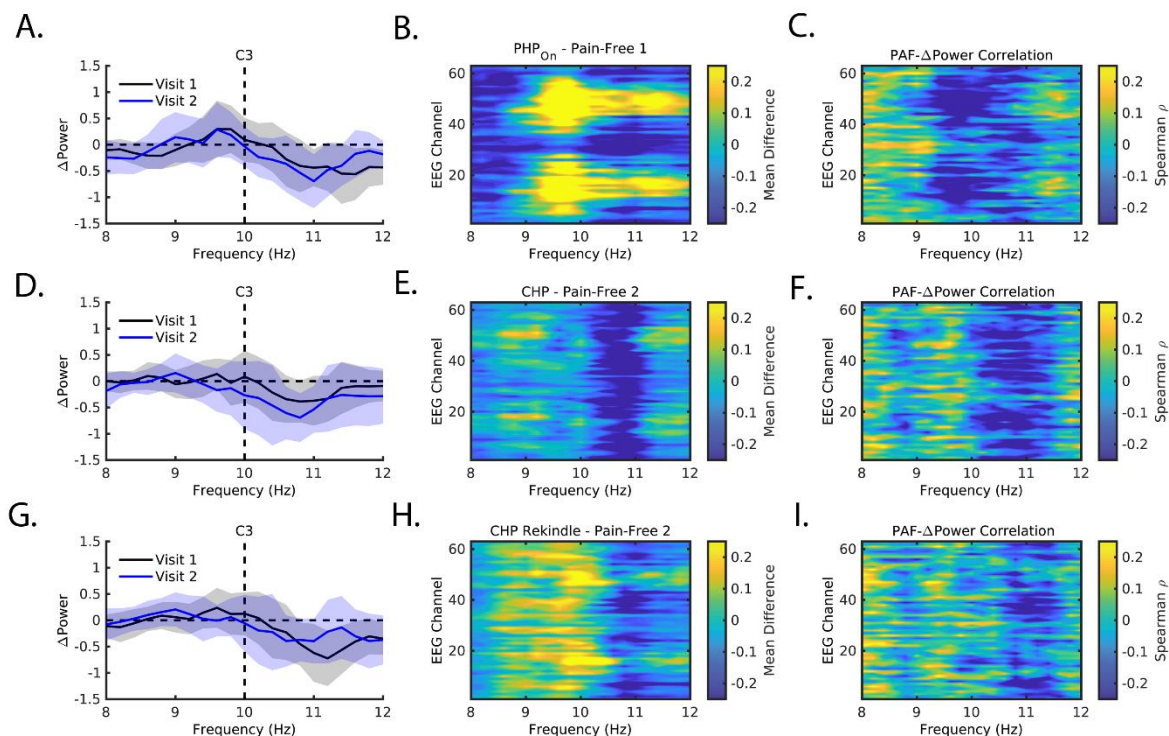 A.
C3
Visit 1
Visit 2
ΔPower
1.5
1
0.5
0
-0.5
-1
-1.5
8
9
10
11
12
Frequency (Hz)
B.
PHPOn - Pain-Free 1
EEG Channel
60
40
20
8
9
10
11
12
Frequency (Hz)
0.2
0.1
0
-0.1
-0.2
Mean Difference
C.
PAF-ΔPower Correlation
EEG Channel
60
40
20
8
9
10
11
12
Frequency (Hz)
0.2
0.1
0
-0.1
-0.2
Spearman ρ
D.
C3
Visit 1
Visit 2
ΔPower
1.5
1
0.5
0
-0.5
-1
-1.5
8
9
10
11
12
Frequency (Hz)
E.
CHP - Pain-Free 2
EEG Channel
60
40
20
8
9
10
11
12
Frequency (Hz)
0.2
0.1
0
-0.1
-0.2
Mean Difference
F.
PAF-ΔPower Correlation
EEG Channel
60
40
20
8
9
10
11
12
Frequency (Hz)
0.2
0.1
0
-0.1
-0.2
Spearman ρ
G.
C3
Visit 1
Visit 2
ΔPower
1.5
1
0.5
0
-0.5
-1
-1.5
8
9
10
11
12
Frequency (Hz)
H.
CHP Rekindle - Pain-Free 2
EEG Channel
60
40
20
8
9
10
11
12
Frequency (Hz)
0.2
0.1
0
-0.1
-0.2
Mean Difference
I.
PAF-ΔPower Correlation
EEG Channel
60
40
20
8
9
10
11
12
Frequency (Hz)
0.2
0.1
0
-0.1
-0.2
Spearman ρ